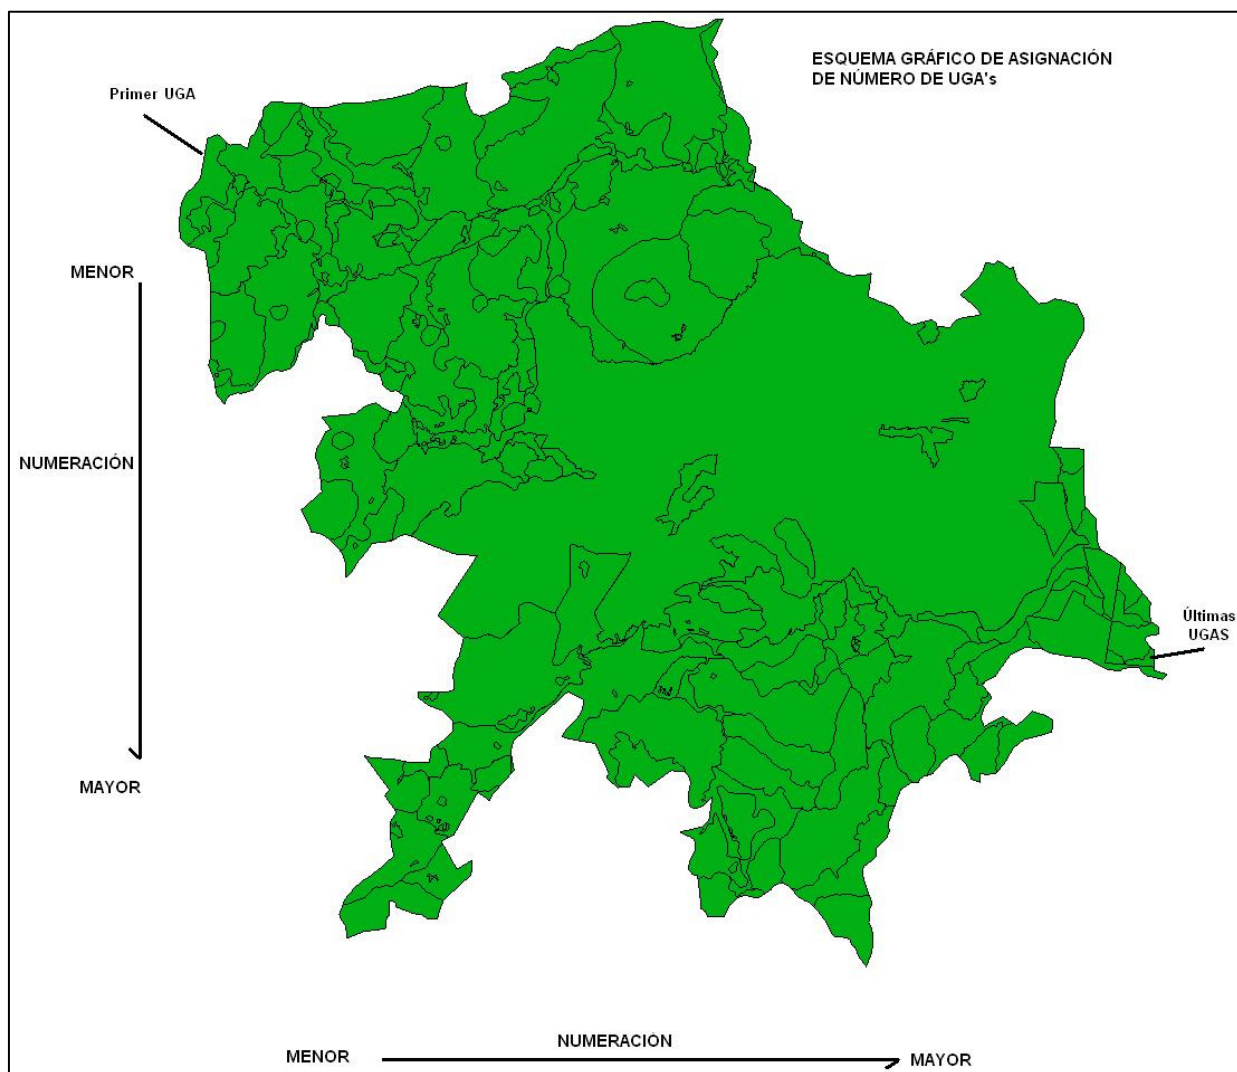 ESQUEMA GRÁFICO DE ASIGNACIÓN
DE NÚMERO DE UGA's
Primer UGA
MENOR
NUMERACIÓN
Últimas
UGAS
MAYOR
NUMERACIÓN
MENOR
MAYOR